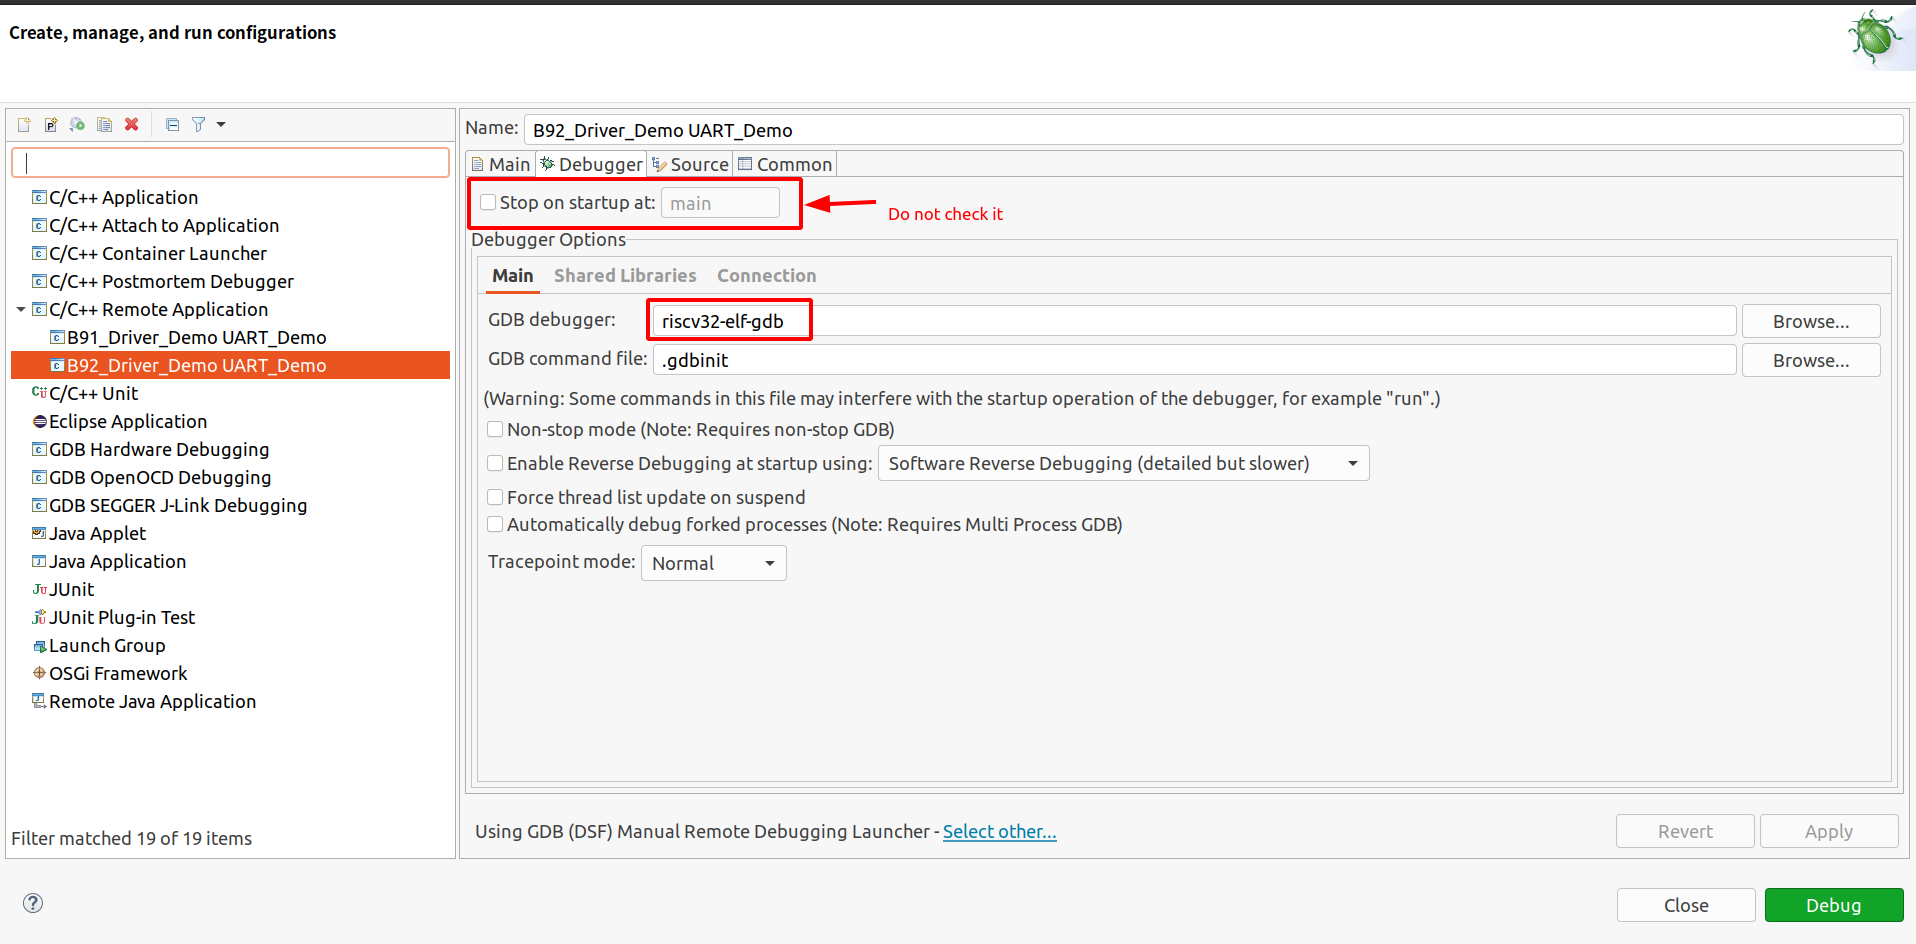 Create, manage, and run configurations
Name: B92_Driver_Demo UART_Demo
Main Debugger Source Common
C/C++ Application
C/C++ Attach to Application
C/C++ Container Launcher
C/C++ Postmortem Debugger
C/C++ Remote Application
B91_Driver_Demo UART_Demo
B92_Driver_Demo UART_Demo
C/C++ Unit
Eclipse Application
GDB Hardware Debugging
GDB OpenOCD Debugging
GDB SEGGER J-Link Debugging
Java Applet
Java Application
JUnit
JUnit Plug-in Test
Launch Group
OSGi Framework
Remote Java Application
Filter matched 19 of 19 items
Stop on startup at: main
Do not check it
Debugger Options
Main Shared Libraries Connection
GDB debugger: riscv32-elf-gdb Browse...
GDB command file: .gdbinit Browse...
(Warning: Some commands in this file may interfere with the startup operation of the debugger, for example "run".)
Non-stop mode (Note: Requires non-stop GDB)
Enable Reverse Debugging at startup using: Software Reverse Debugging (detailed but slower)
Force thread list update on suspend
Automatically debug forked processes (Note: Requires Multi Process GDB)
Tracepoint mode: Normal
Using GDB (DSF) Manual Remote Debugging Launcher - Select other...
Revert Apply
Close Debug